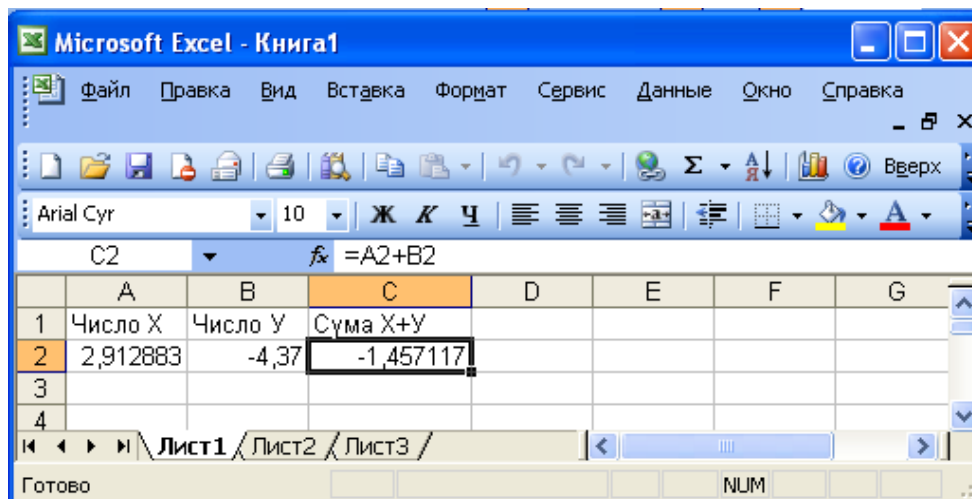 Microsoft Excel - Книга1
Файл Правка Вид Вставка Формат Сервис Данные Окно Справка
Σ А Я Вверх
Arial Cyr 10 Ж К Ч A
C2 fx =A2+B2
A B C D E F G
1 Число X Число У Сума X+У
2 2,912883 -4,37 -1,457117
3
4
Лист1 Лист2 Лист3
Готово NUM